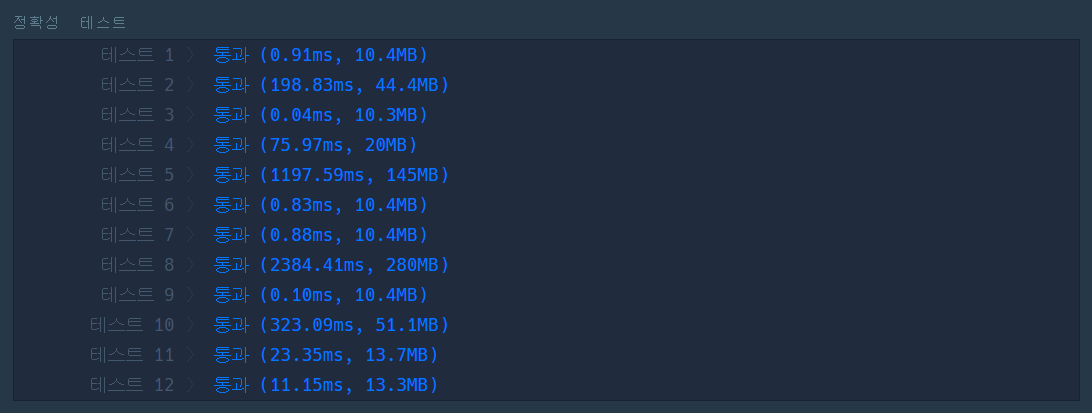 정확성 테스트
테스트 1 〉 통과 (0.91ms, 10.4MB)
테스트 2 〉 통과 (198.83ms, 44.4MB)
테스트 3 〉 통과 (0.04ms, 10.3MB)
테스트 4 〉 통과 (75.97ms, 20MB)
테스트 5 〉 통과 (1197.59ms, 145MB)
테스트 6 〉 통과 (0.83ms, 10.4MB)
테스트 7 〉 통과 (0.88ms, 10.4MB)
테스트 8 〉 통과 (2384.41ms, 280MB)
테스트 9 〉 통과 (0.10ms, 10.4MB)
테스트 10 〉 통과 (323.09ms, 51.1MB)
테스트 11 〉 통과 (23.35ms, 13.7MB)
테스트 12 〉 통과 (11.15ms, 13.3MB)